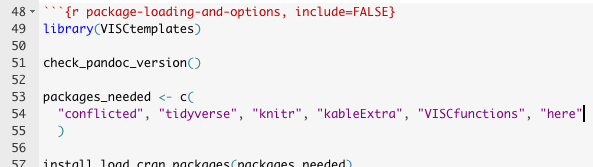 48 ```{r package-loading-and-options, include=FALSE}
49 library(VISCtemplates)
50
51 check_pandoc_version()
52
53 packages_needed <- c(
54   "conflicted", "tidyverse", "knitr", "kableExtra", "VISCfunctions", "here"
55   )
56
57 install_load_cran_packages(packages_needed)